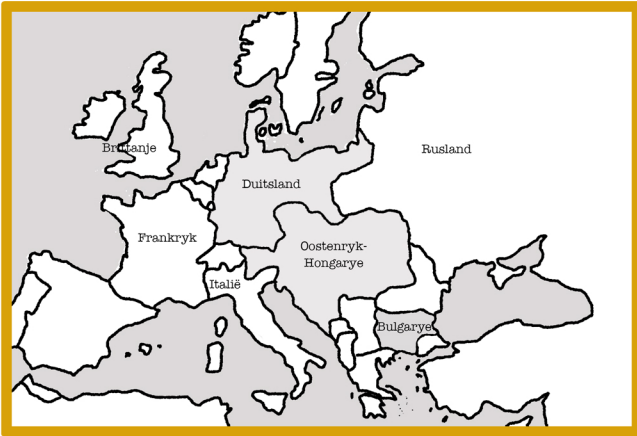 Brittanje
Rusland
Duitsland
Frankryk
Oostenryk-
Hongarye
Italië
Bulgarye